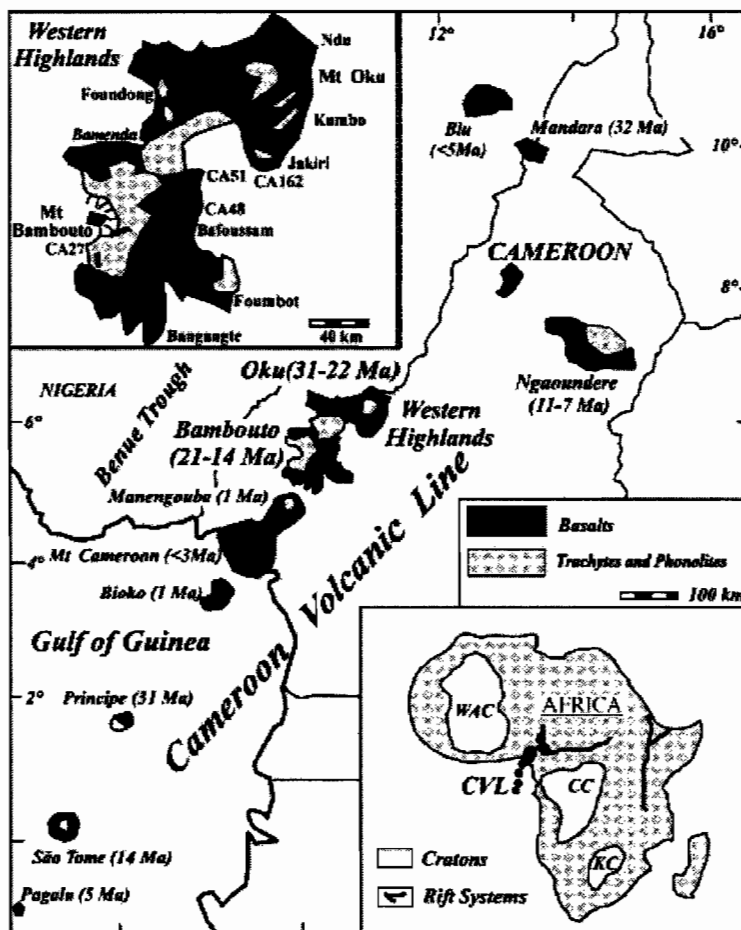 Western
Highlands
Ndu
Mt Oku
Foundong
Kumbo
Bamenda
Jakiri
CA51
CA162
Mt
Bambouto
CA48
Bafoussam
CA27
Foumbot
Bangangte
40 km
12
16°
Biu
(<5Ma)
Mandara (32 Ma)
10°
CAMEROON
8°
Ngaoundere
(11-7 Ma)
NIGERIA
Benue Trough
Oku(31-22 Ma)
6°
Western
Highlands
Bambouto
(21-14 Ma)
Manengouba (1 Ma)
Mt Cameroon (<3Ma)
4°
Bioko (1 Ma)
Cameroon Volcanic Line
Gulf of Guinea
2°
Principe (31 Ma)
São Tome (14 Ma)
Pagalu (5 Ma)
Basalts
Trachytes and Phonolites
100 km
WAC
AFRICA
CVL
CC
KC
Cratons
Rift Systems